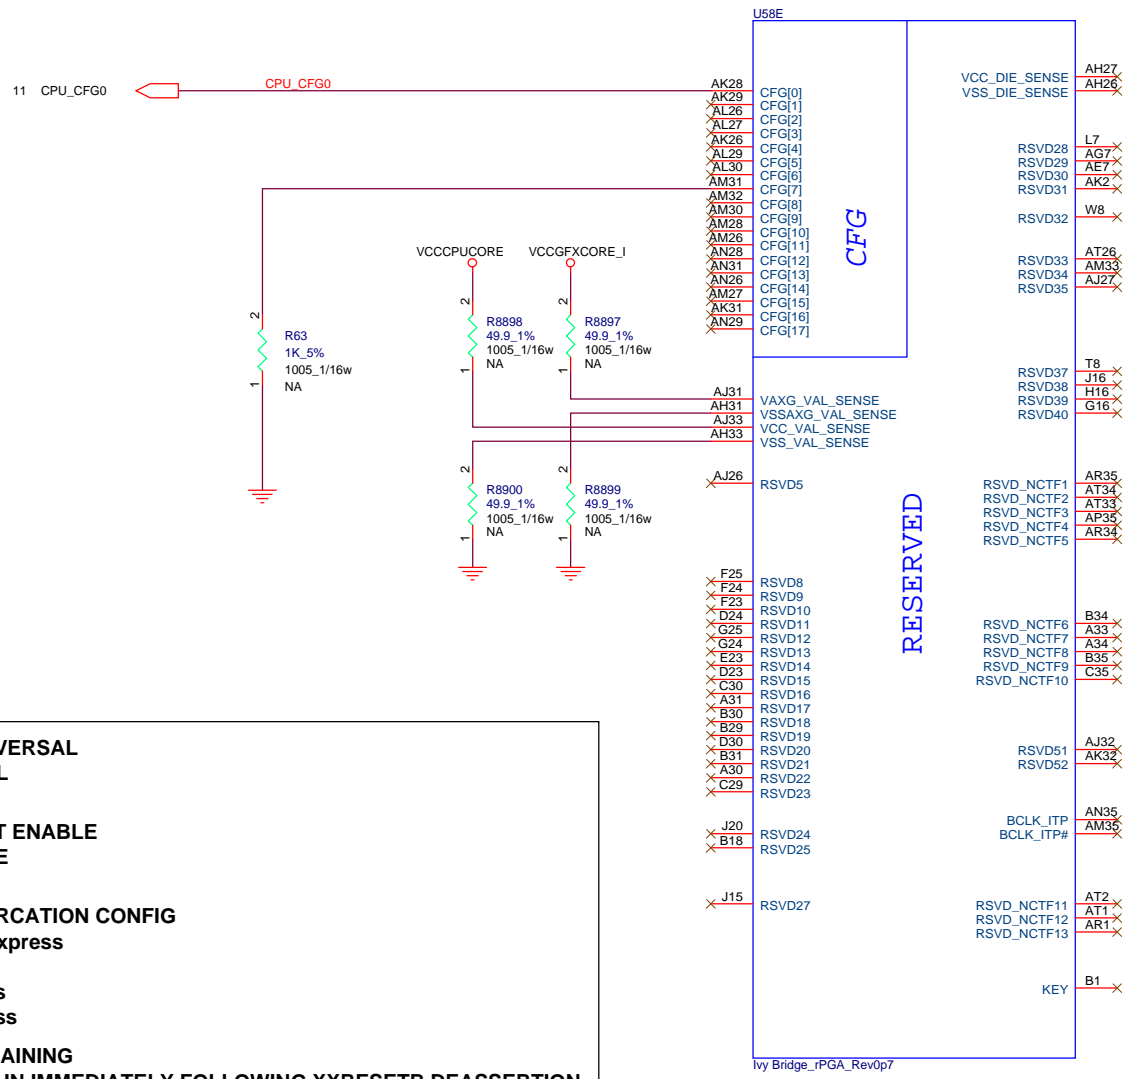 U58E
11 CPU_CFG0
CPU_CFG0
AK28 CFG[0]
AK29 CFG[1]
AL26 CFG[2]
AL27 CFG[3]
AK26 CFG[4]
AL29 CFG[5]
AL30 CFG[6]
AM31 CFG[7]
AM32 CFG[8]
AM30 CFG[9]
AM28 CFG[10]
AM26 CFG[11]
AN28 CFG[12]
AN31 CFG[13]
AN26 CFG[14]
AM27 CFG[15]
AK31 CFG[16]
AN29 CFG[17]
CFG
VCCCPUCORE
VCCGFXCORE_I
2
R63
1K_5%
1005_1/16w
NA
1
2
R8898
49.9_1%
1005_1/16w
NA
1
2
R8897
49.9_1%
1005_1/16w
NA
1
AJ31 VAXG_VAL_SENSE
AH31 VSSAXG_VAL_SENSE
AJ33 VCC_VAL_SENSE
AH33 VSS_VAL_SENSE
2
R8900
49.9_1%
1005_1/16w
NA
1
2
R8899
49.9_1%
1005_1/16w
NA
1
AJ26 RSVD5
F25 RSVD8
F24 RSVD9
F23 RSVD10
D24 RSVD11
G25 RSVD12
G24 RSVD13
E23 RSVD14
D23 RSVD15
C30 RSVD16
A31 RSVD17
B30 RSVD18
B29 RSVD19
D30 RSVD20
B31 RSVD21
A30 RSVD22
C29 RSVD23
J20 RSVD24
B18 RSVD25
J15 RSVD27
RESERVED
VCC_DIE_SENSE AH27
VSS_DIE_SENSE AH26
RSVD28 L7
RSVD29 AG7
RSVD30 AE7
RSVD31 AK2
RSVD32 W8
RSVD33 AT26
RSVD34 AM33
RSVD35 AJ27
RSVD37 T8
RSVD38 J16
RSVD39 H16
RSVD40 G16
RSVD_NCTF1 AR35
RSVD_NCTF2 AT34
RSVD_NCTF3 AT33
RSVD_NCTF4 AP35
RSVD_NCTF5 AR34
RSVD_NCTF6 B34
RSVD_NCTF7 A33
RSVD_NCTF8 A34
RSVD_NCTF9 B35
RSVD_NCTF10 C35
RSVD51 AJ32
RSVD52 AK32
BCLK_ITP AN35
BCLK_ITP# AM35
RSVD_NCTF11 AT2
RSVD_NCTF12 AT1
RSVD_NCTF13 AR1
KEY B1
Ivy Bridge_rPGA_Rev0p7
VERSAL
L
T ENABLE
E
RCATION CONFIG
xpress
s
ss
AINING
IN IMMEDIATELY FOLLOWING XXRESETB DEASSERTION